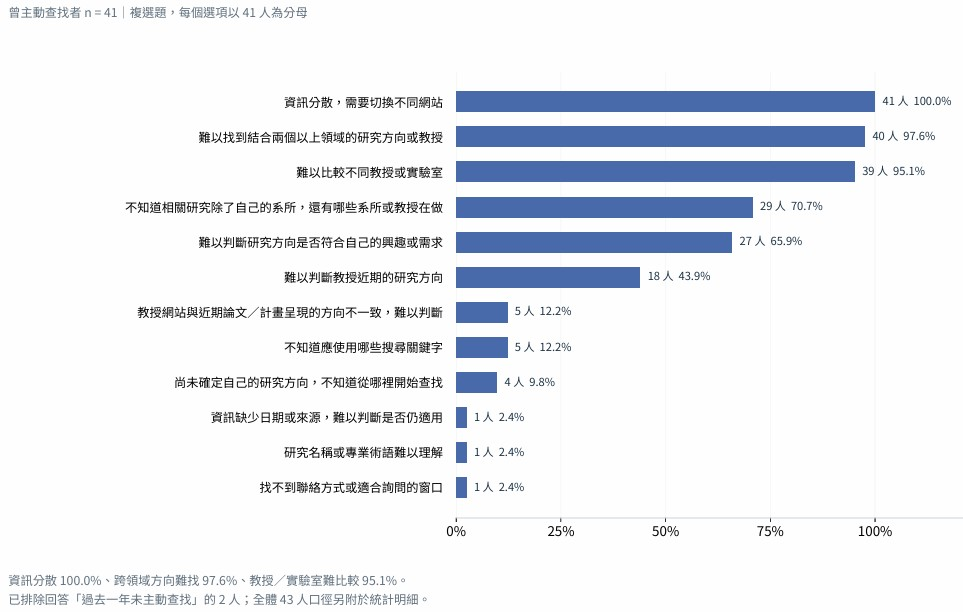 曾主動查找者 n = 41｜複選題，每個選項以 41 人為分母
資訊分散，需要切換不同網站 41 人 100.0%
難以找到結合兩個以上領域的研究方向或教授 40 人 97.6%
難以比較不同教授或實驗室 39 人 95.1%
不知道相關研究除了自己的系所，還有哪些系所或教授在做 29 人 70.7%
難以判斷研究方向是否符合自己的興趣或需求 27 人 65.9%
難以判斷教授近期的研究方向 18 人 43.9%
教授網站與近期論文／計畫呈現的方向不一致，難以判斷 5 人 12.2%
不知道應使用哪些搜尋關鍵字 5 人 12.2%
尚未確定自己的研究方向，不知道從哪裡開始查找 4 人 9.8%
資訊缺少日期或來源，難以判斷是否仍適用 1 人 2.4%
研究名稱或專業術語難以理解 1 人 2.4%
找不到聯絡方式或適合詢問的窗口 1 人 2.4%
0% 25% 50% 75% 100%
資訊分散 100.0%、跨領域方向難找 97.6%、教授／實驗室難比較 95.1%。
已排除回答「過去一年未主動查找」的 2 人；全體 43 人口徑另附於統計明細。